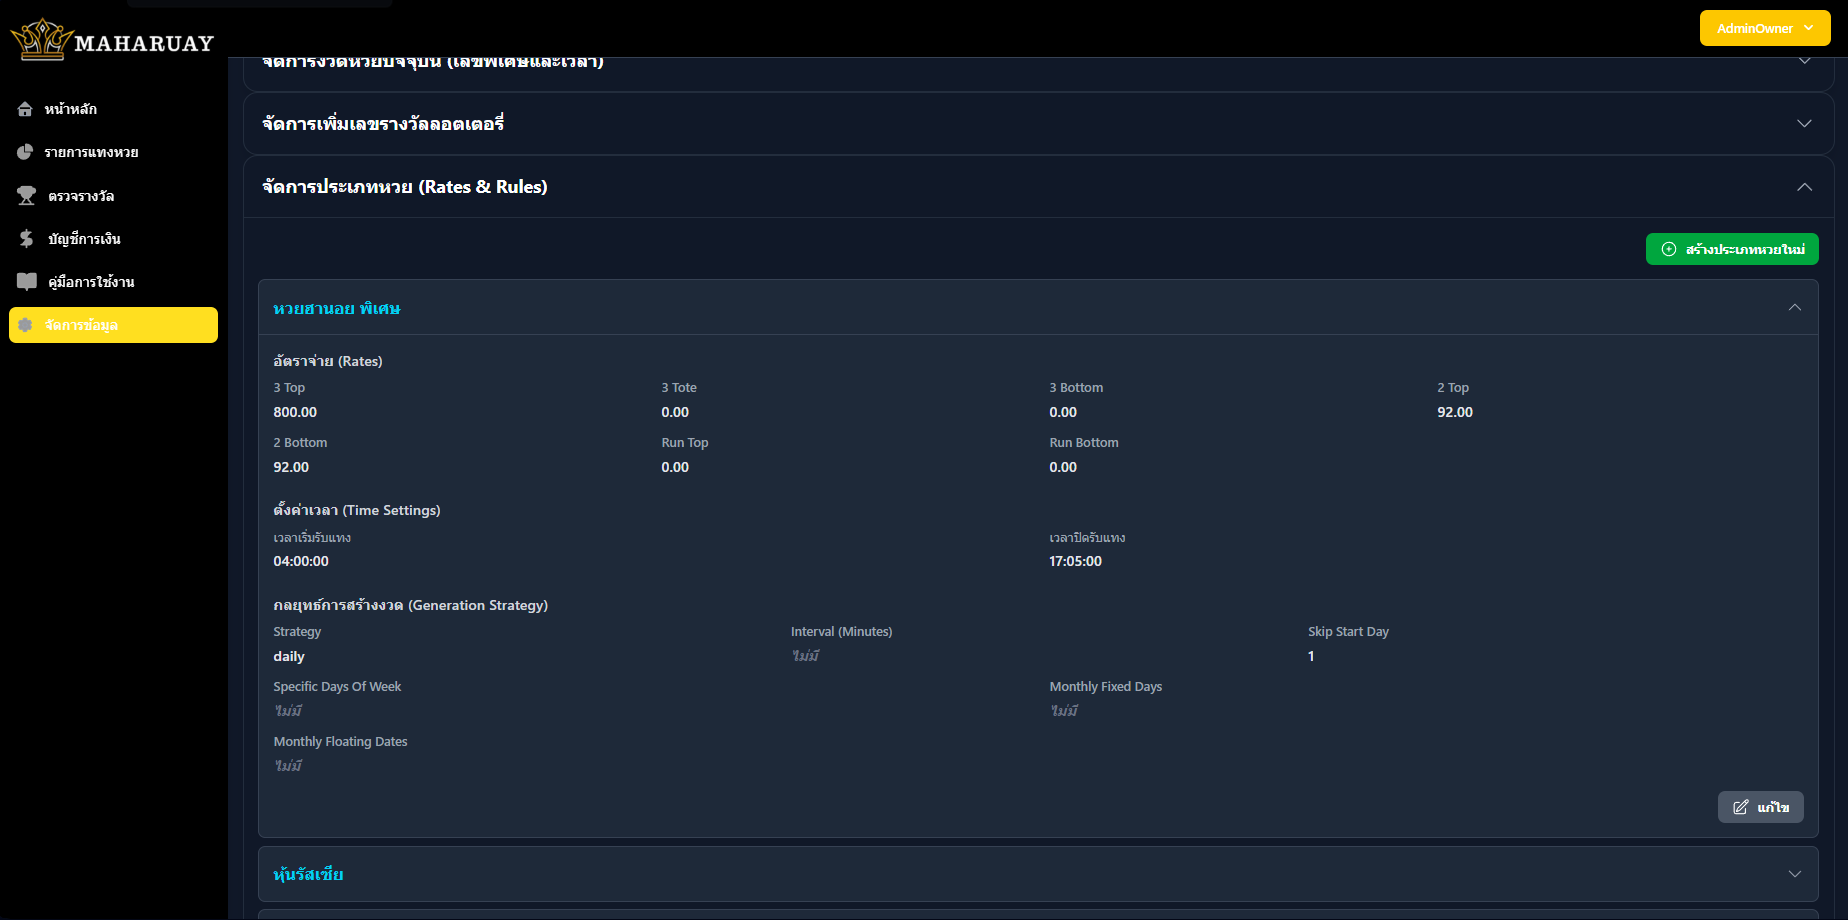 MAHARUAY
AdminOwner
หน้าหลัก
รายการแทงหวย
ตรวจรางวัล
บัญชีการเงิน
คู่มือการใช้งาน
จัดการข้อมูล
จัดการงวดหวยปัจจุบัน (เลขพิเศษและเวลา)
จัดการเพิ่มเลขรางวัลลอตเตอรี่
จัดการประเภทหวย (Rates & Rules)
สร้างประเภทหวยใหม่
หวยฮานอย พิเศษ
อัตราจ่าย (Rates)
3 Top 3 Tote 3 Bottom 2 Top
800.00 0.00 0.00 92.00
2 Bottom Run Top Run Bottom
92.00 0.00 0.00
ตั้งค่าเวลา (Time Settings)
เวลาเริ่มรับแทง เวลาปิดรับแทง
04:00:00 17:05:00
กลยุทธ์การสร้างงวด (Generation Strategy)
Strategy Interval (Minutes) Skip Start Day
daily ไม่มี 1
Specific Days Of Week Monthly Fixed Days
ไม่มี ไม่มี
Monthly Floating Dates
ไม่มี
แก้ไข
หุ้นรัสเซีย